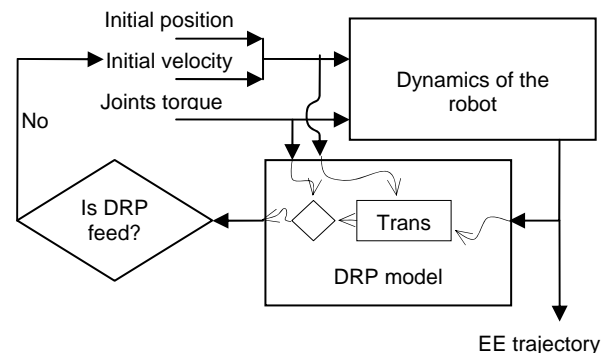 Initial position
Initial velocity
Joints torque
No
Dynamics of the
robot
Is DRP
feed?
Trans
DRP model
EE trajectory